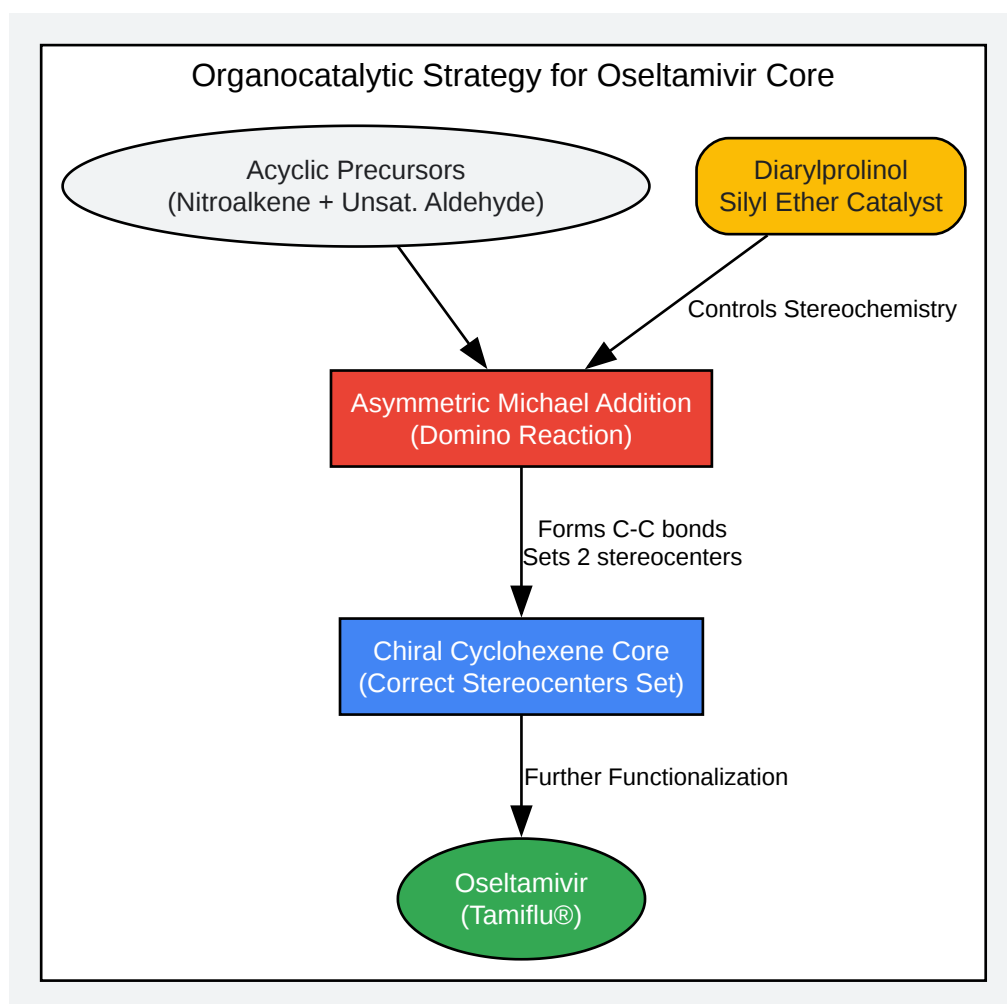 Organocatalytic Strategy for Oseltamivir Core
Acyclic Precursors
(Nitroalkene + Unsat. Aldehyde)
Diarylprolinol
Silyl Ether Catalyst
Controls Stereochemistry
Asymmetric Michael Addition
(Domino Reaction)
Forms C-C bonds
Sets 2 stereocenters
Chiral Cyclohexene Core
(Correct Stereocenters Set)
Further Functionalization
Oseltamivir
(Tamiflu®)